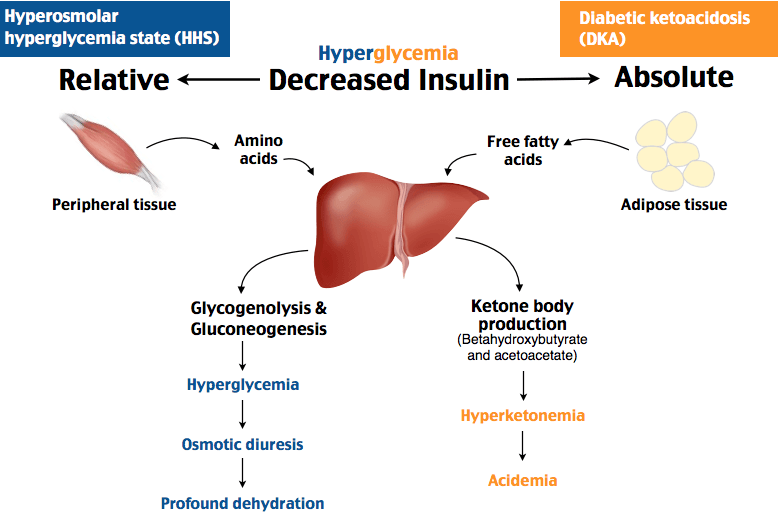 Hyperosmolar
hyperglycemia state (HHS)
Diabetic ketoacidosis
(DKA)
Hyperglycemia
Relative
Decreased Insulin
Absolute
Amino
acids
Free fatty
acids
Peripheral tissue
Adipose tissue
Glycogenolysis &
Gluconeogenesis
Hyperglycemia
Osmotic diuresis
Profound dehydration
Ketone body
production
(Betahydroxybutyrate
and acetoacetate)
Hyperketonemia
Acidemia